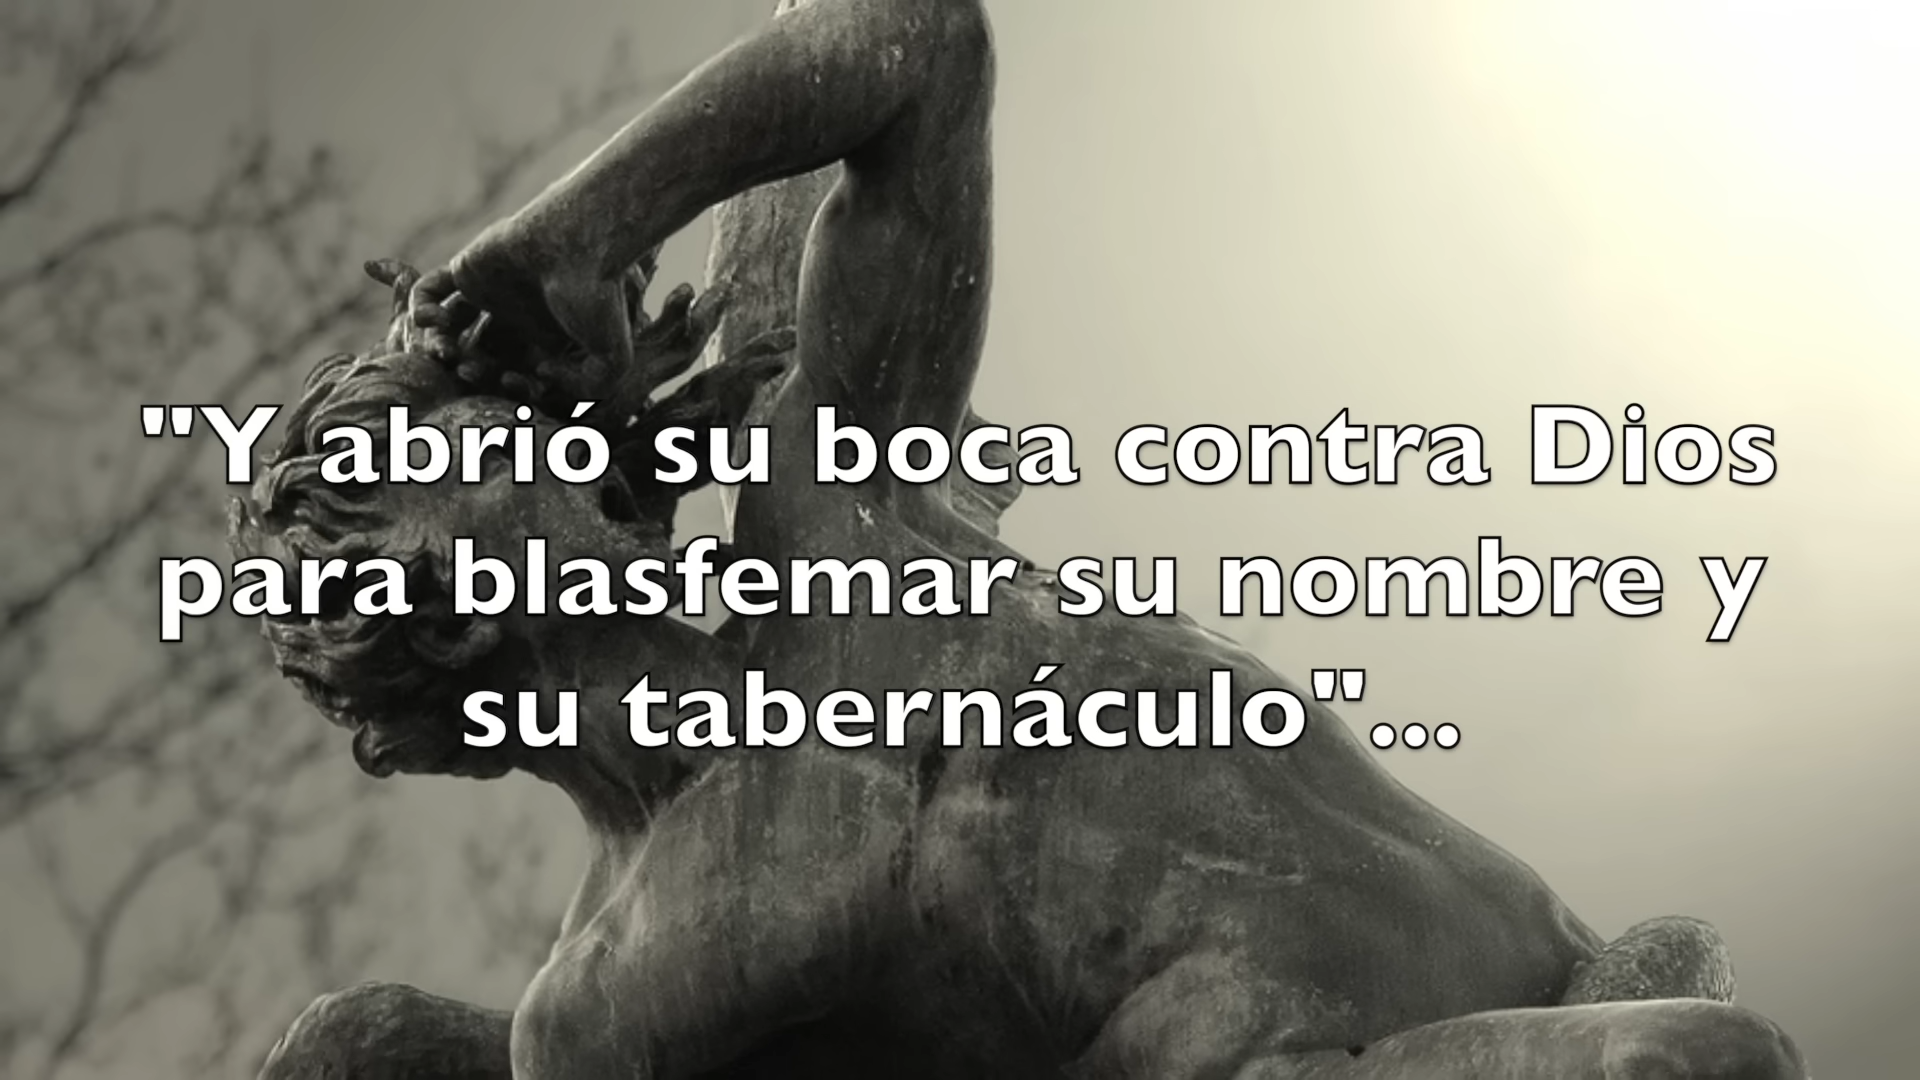 "Y abrió su boca contra Dios
para blasfemar su nombre y
su tabernáculo"...